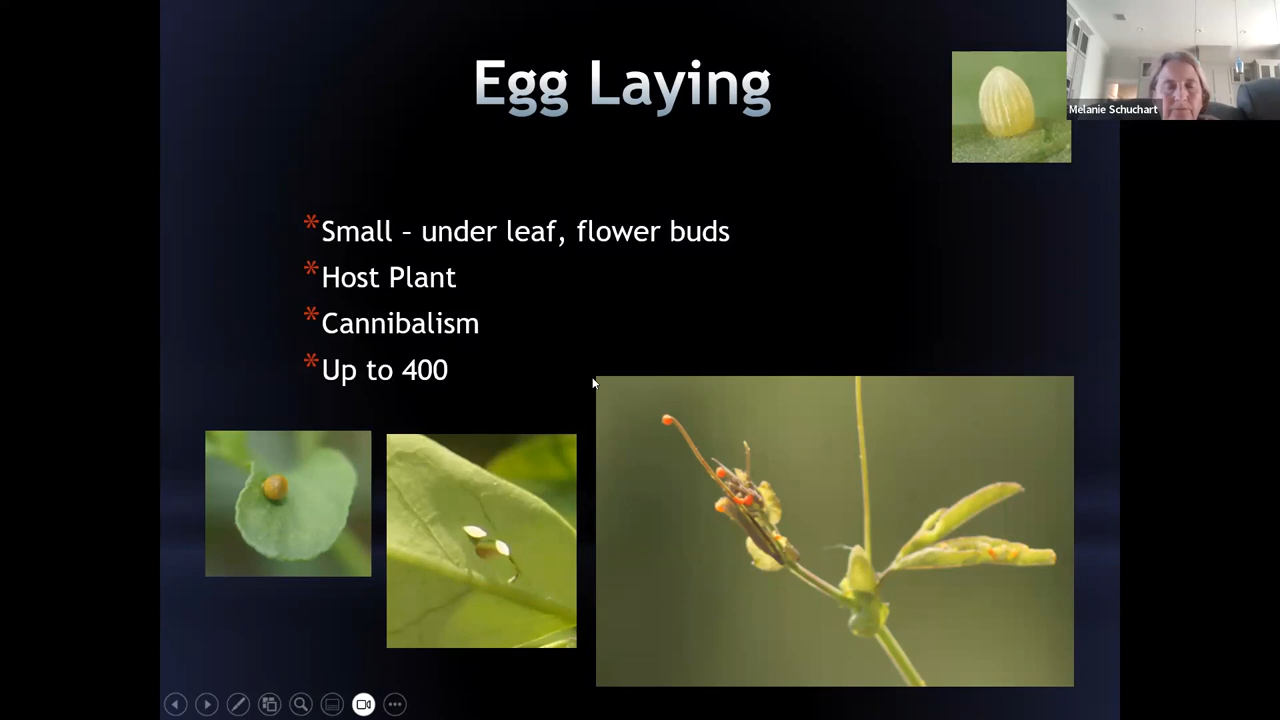 Egg Laying
Melanie Schuchart
*Small – under leaf, flower buds
*Host Plant
*Cannibalism
*Up to 400